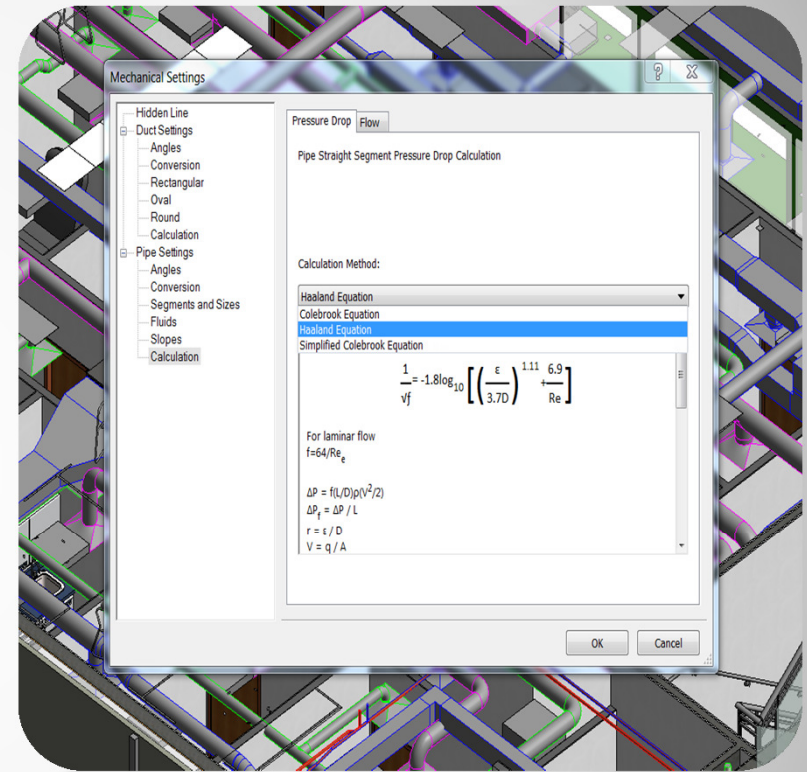 Mechanical Settings
Hidden Line
Duct Settings
Angles
Conversion
Rectangular
Oval
Round
Calculation
Pipe Settings
Angles
Conversion
Segments and Sizes
Fluids
Slopes
Calculation
Pressure Drop Flow
Pipe Straight Segment Pressure Drop Calculation
Calculation Method:
Haaland Equation
Colebrook Equation
Haaland Equation
Simplified Colebrook Equation
1/√f = -1.8log10 [(ε/3.7D)^1.11 + 6.9/Re]
For laminar flow
f=64/Re_e
ΔP = f(L/D)ρ(V²/2)
ΔP_f = ΔP / L
r = ε / D
V = q / A
OK Cancel